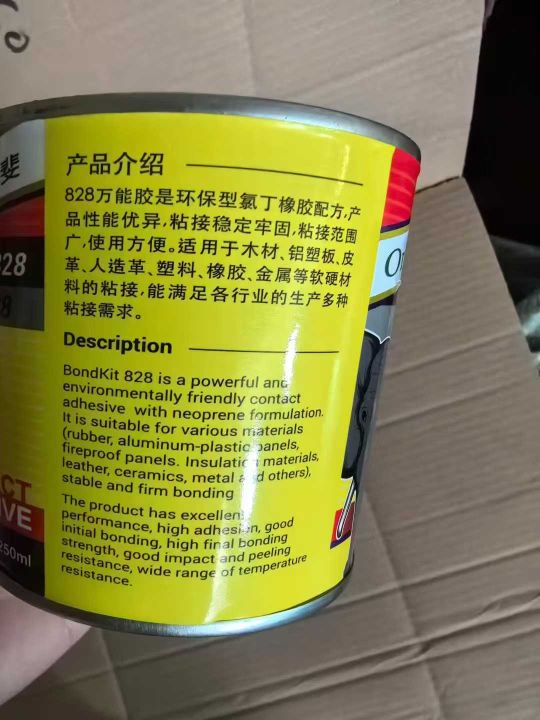 斐
产品介绍
828万能胶是环保型氯丁橡胶配方,产
品性能优异,粘接稳定牢固,粘接范围
广,使用方便。适用于木材、铝塑板、皮
革、人造革、塑料、橡胶、金属等软硬材
料的粘接,能满足各行业的生产多种
粘接需求。
828
Description
BondKit 828 is a powerful and
environmentally friendly contact
adhesive with neoprene formulation.
It is suitable for various materials
(rubber, aluminum-plastic panels,
fireproof panels. Insulation materials,
leather, ceramics, metal and others),
stable and firm bonding
The product has excellent
performance, high adhesion, good
initial bonding, high final bonding
strength, good impact and peeling
resistance, wide range of temperature
resistance.
CT
IVE
250ml